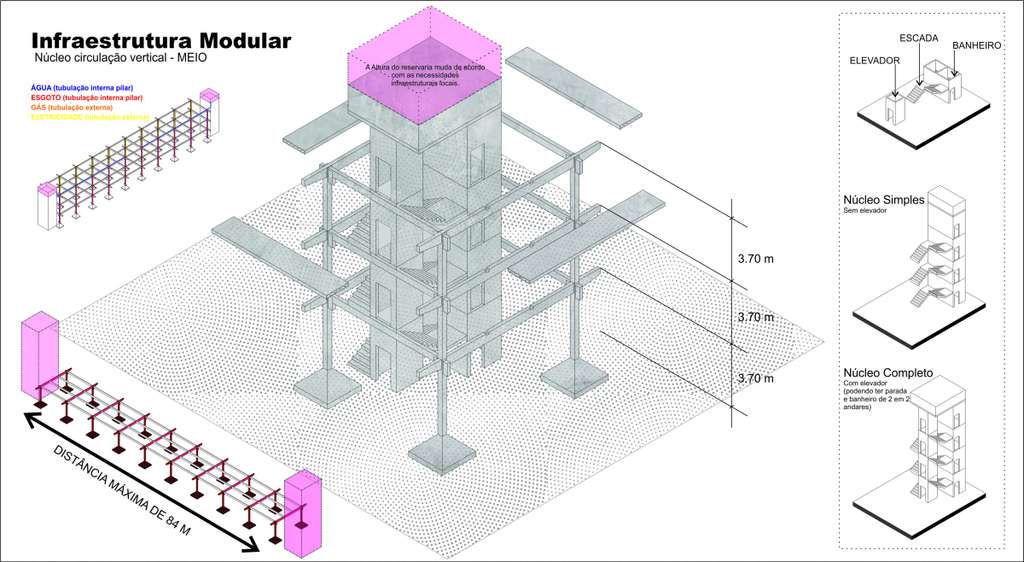 Infraestrutura Modular
Núcleo circulação vertical - MEIO
ÁGUA (tubulação interna pilar)
ESGOTO (tubulação interna pilar)
GÁS (tubulação externa)
ELETRICIDADE (tubulação externa)
A Altura do reservaria muda de acordo
com as necessidades
infraestruturais locais.
3.70 m
3.70 m
3.70 m
DISTÂNCIA MÁXIMA DE 84 M
ESCADA
BANHEIRO
ELEVADOR
Núcleo Simples
Sem elevador
Núcleo Completo
Com elevador
(podendo ter parada
e banheiro de 2 em 2
andares)